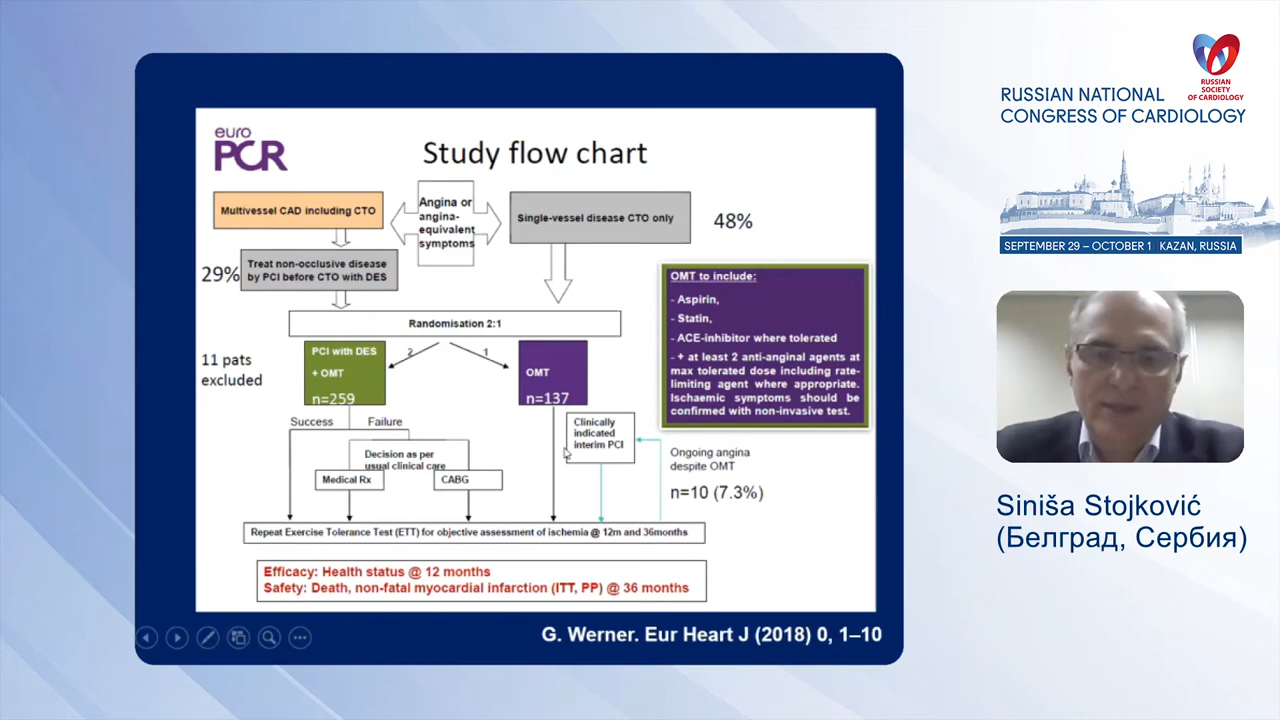 euro
PCR
Study flow chart
Multivessel CAD including CTO
Angina or
angina-
equivalent
symptoms
Single-vessel disease CTO only
48%
29%
Treat non-occlusive disease
by PCI before CTO with DES
Randomisation 2:1
2
1
11 pats
excluded
PCI with DES
+ OMT
n=259
OMT
n=137
OMT to include:
- Aspirin,
- Statin,
- ACE-inhibitor where tolerated
- + at least 2 anti-anginal agents at
max tolerated dose including rate-
limiting agent where appropriate.
Ischaemic symptoms should be
confirmed with non-invasive test.
Success
Failure
Decision as per
usual clinical care
Medical Rx
CABG
Clinically
indicated
interim PCI
Ongoing angina
despite OMT
n=10 (7.3%)
Repeat Exercise Tolerance Test (ETT) for objective assessment of ischemia @ 12m and 36months
Efficacy: Health status @ 12 months
Safety: Death, non-fatal myocardial infarction (ITT, PP) @ 36 months
G. Werner. Eur Heart J (2018) 0, 1–10
RUSSIAN
SOCIETY
OF CARDIOLOGY
RUSSIAN NATIONAL
CONGRESS OF CARDIOLOGY
SEPTEMBER 29 – OCTOBER 1 KAZAN, RUSSIA
Siniša Stojković
(Белград, Сербия)